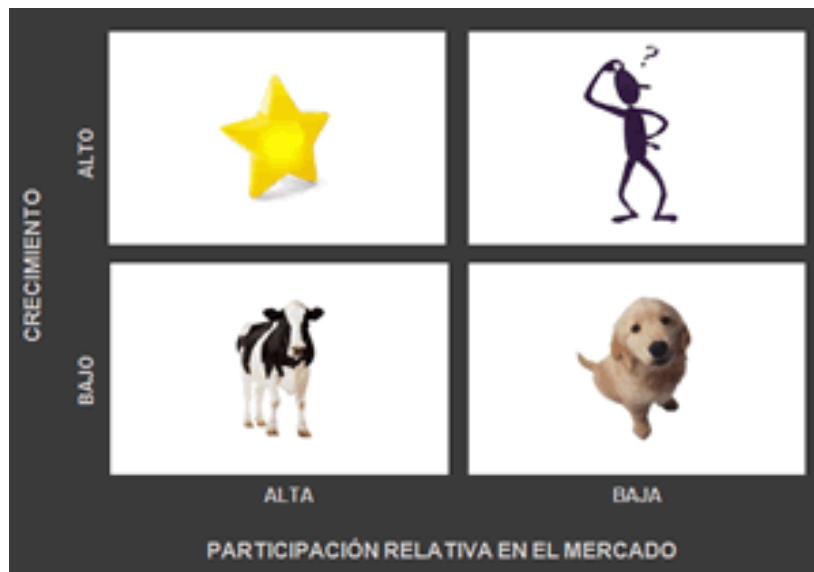 ?
ALTO
CRECIMIENTO
BAJO
ALTA
BAJA
PARTICIPACIÓN RELATIVA EN EL MERCADO